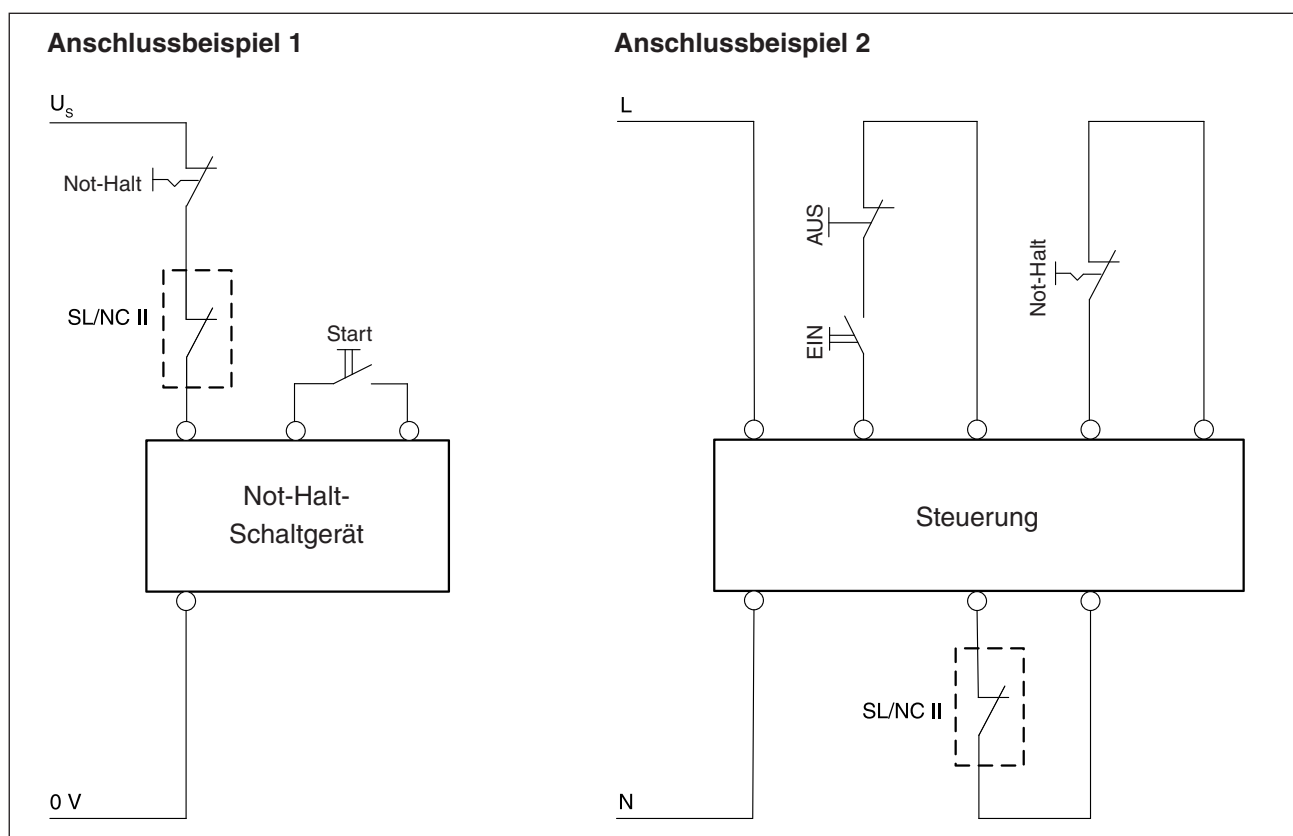 Anschlussbeispiel 1
U_S
Not-Halt
SL/NC II
Start
Not-Halt-
Schaltgerät
0 V
Anschlussbeispiel 2
L
AUS
EIN
Not-Halt
Steuerung
SL/NC II
N